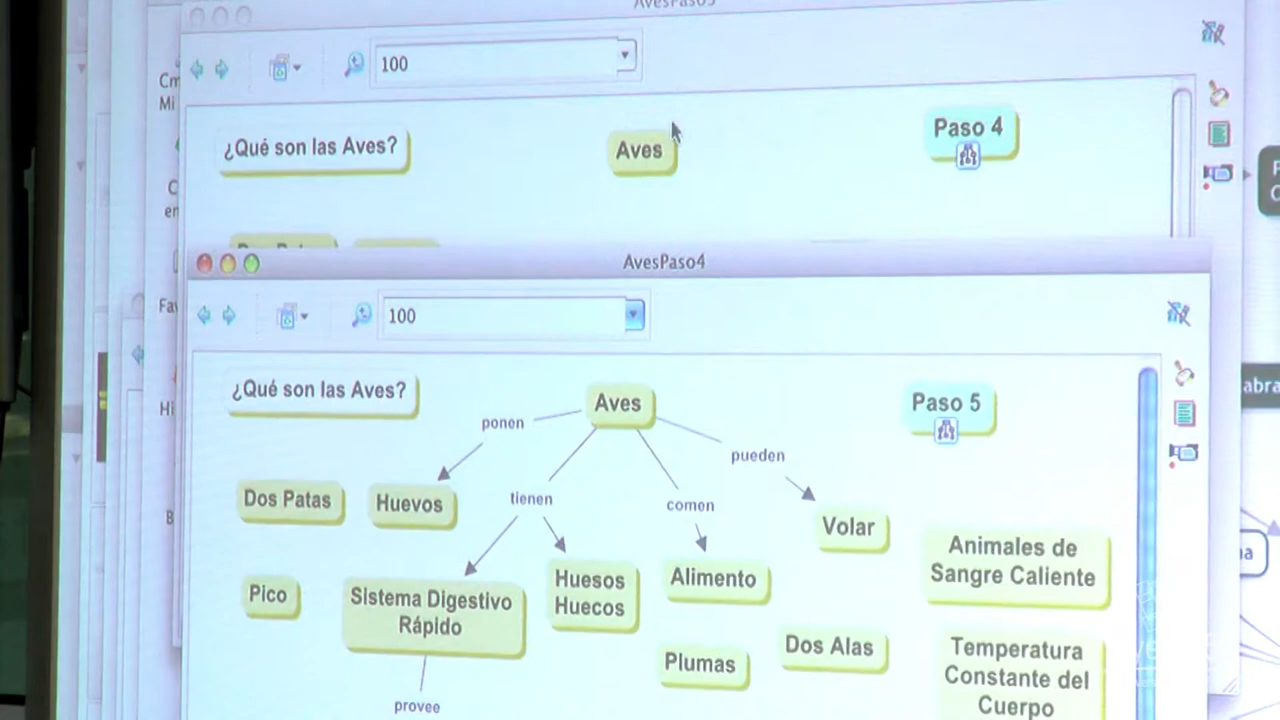 100
¿Qué son las Aves?
Aves
Paso 4
AvesPaso4
100
¿Qué son las Aves?
Aves
Paso 5
ponen
pueden
Dos Patas
Huevos
tienen
comen
Volar
Animales de
Sangre Caliente
Pico
Sistema Digestivo
Rápido
Huesos
Huecos
Alimento
Plumas
Dos Alas
Temperatura
Constante del
Cuerpo
provee